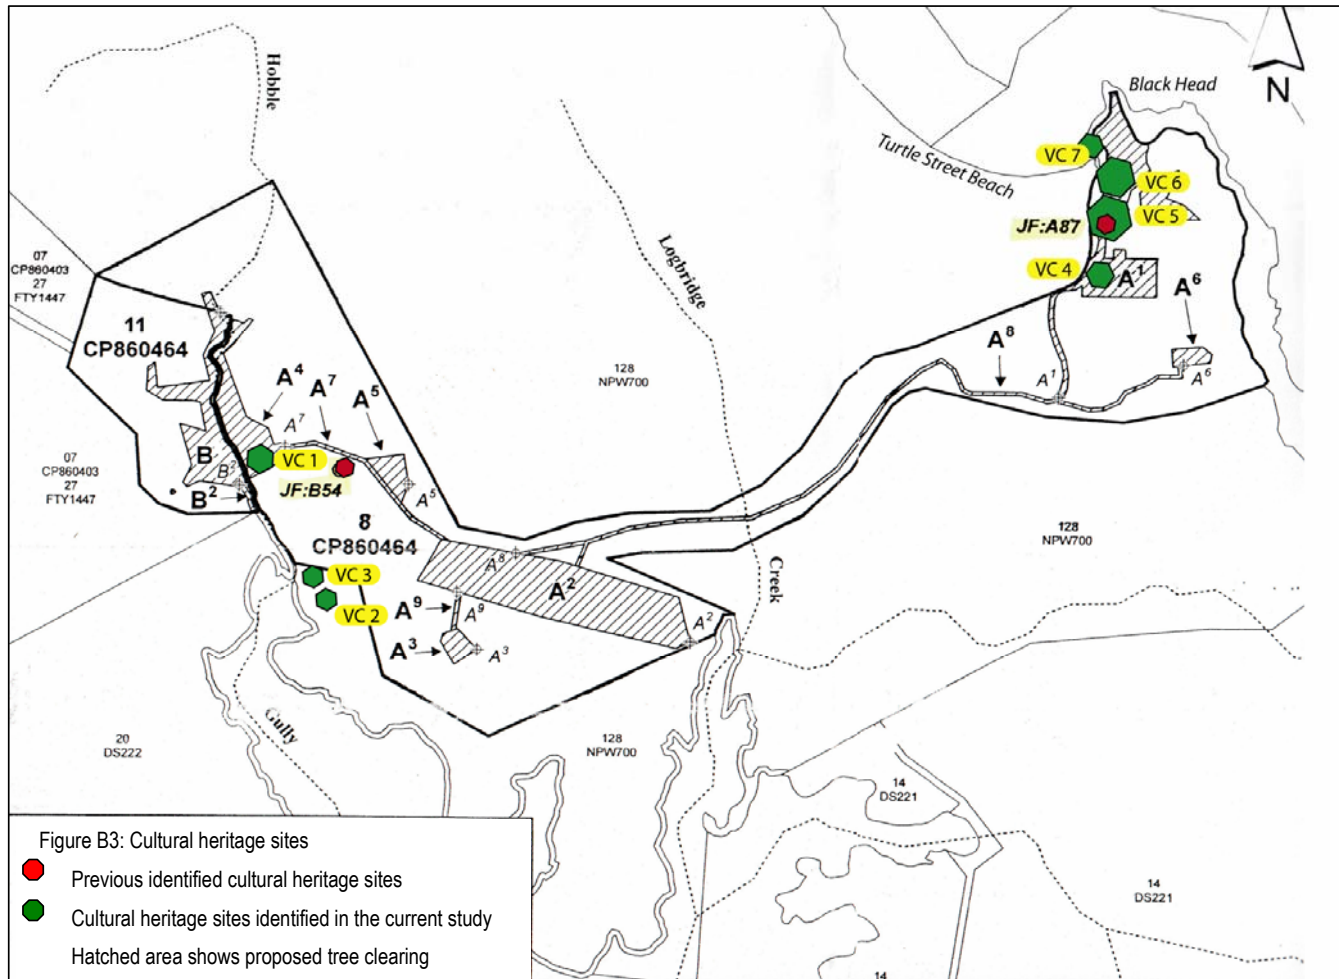 Hobble
Black Head
N
Turtle Street Beach
VC 7
VC 6
VC 5
JF:A87
VC 4
A¹
A⁶
Logbridge
07
CP860403
27
FTY1447
11
CP860464
128
NPW700
A⁸
A¹
A⁶
A⁴
A⁷
A⁵
A⁷
B
VC 1
B²
B²
JF:B54
A⁵
07
CP860403
27
FTY1447
8
CP860464
128
NPW700
A⁸
VC 3
A²
Creek
VC 2
A⁹
A⁹
A²
A³
A³
Gully
20
DS222
128
NPW700
14
DS221
14
DS221
14
Figure B3: Cultural heritage sites
Previous identified cultural heritage sites
Cultural heritage sites identified in the current study
Hatched area shows proposed tree clearing